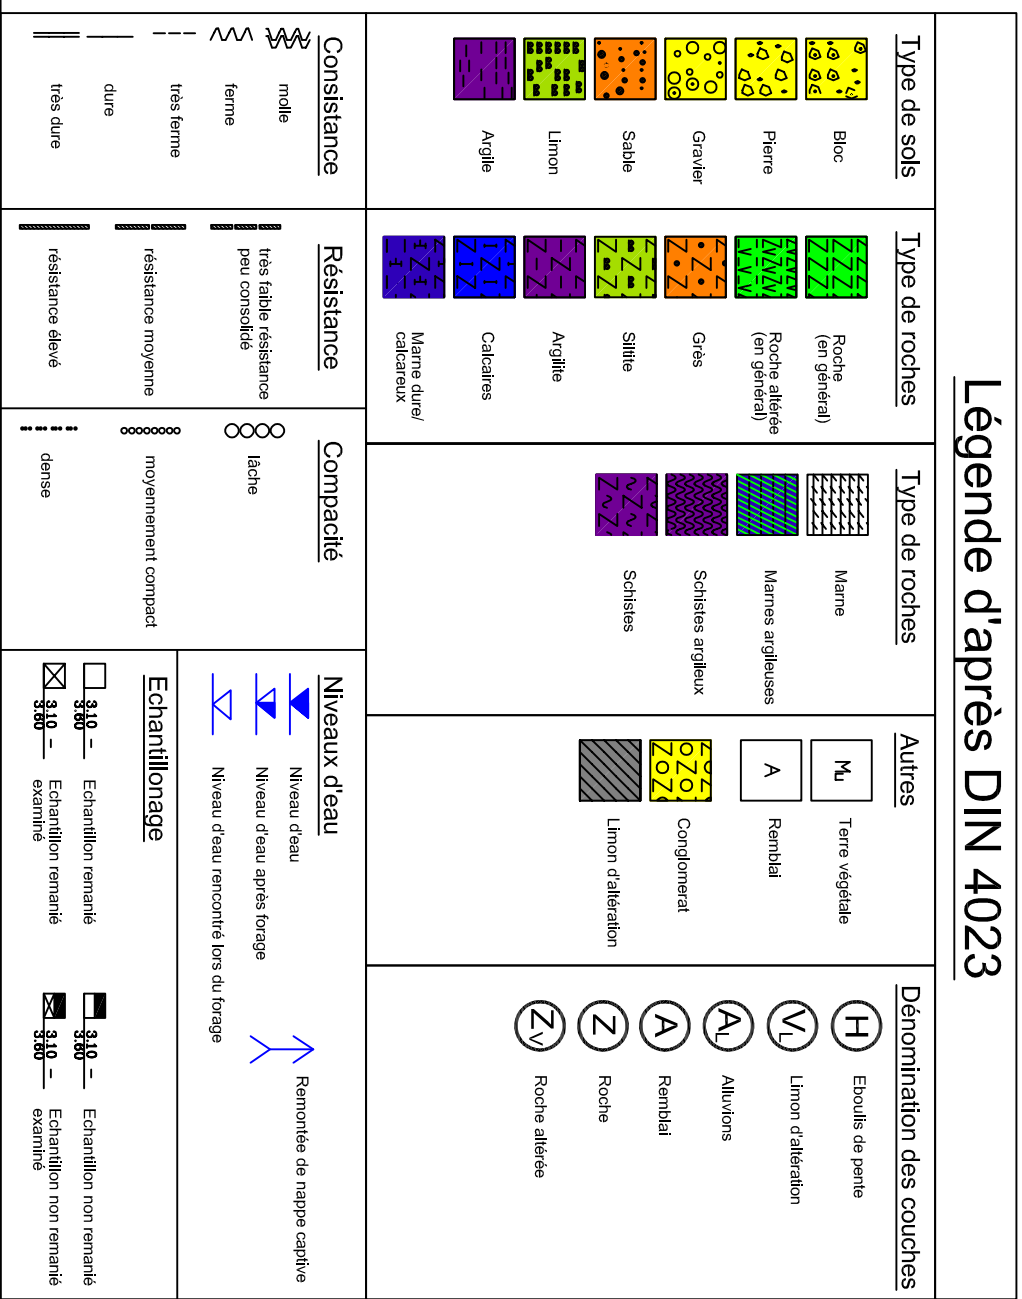 Légende d'après DIN 4023
Type de sols
Bloc
Pierre
Gravier
Sable
Limon
Argile
Type de roches
Roche
(en général)
Roche altérée
(en général)
Grès
Siltite
Argilite
Calcaires
Marne dure/
calcareux
Type de roches
Marne
Marnes argileuses
Schistes argileux
Schistes
Autres
Mu
Terre végétale
A
Remblai
Conglomerat
Limon d'altération
Dénomination des couches
H
Eboulis de pente
VL
Limon d'altération
AL
Alluvions
A
Remblai
Z
Roche
ZV
Roche altérée
Consistance
molle
ferme
très ferme
dure
très dure
Résistance
très faible résistance
peu consolidé
résistance moyenne
résistance élevé
Compacité
lâche
moyennement compact
dense
Niveaux d'eau
Niveau d'eau
Niveau d'eau après forage
Niveau d'eau rencontré lors du forage
Remontée de nappe captive
Echantillonage
3.10 –
3.60
Echantillon remanié
3.10 –
3.60
Echantillon remanié
examiné
3.10 –
3.60
Echantillon non remanié
3.10 –
3.60
Echantillon non remanié
examiné